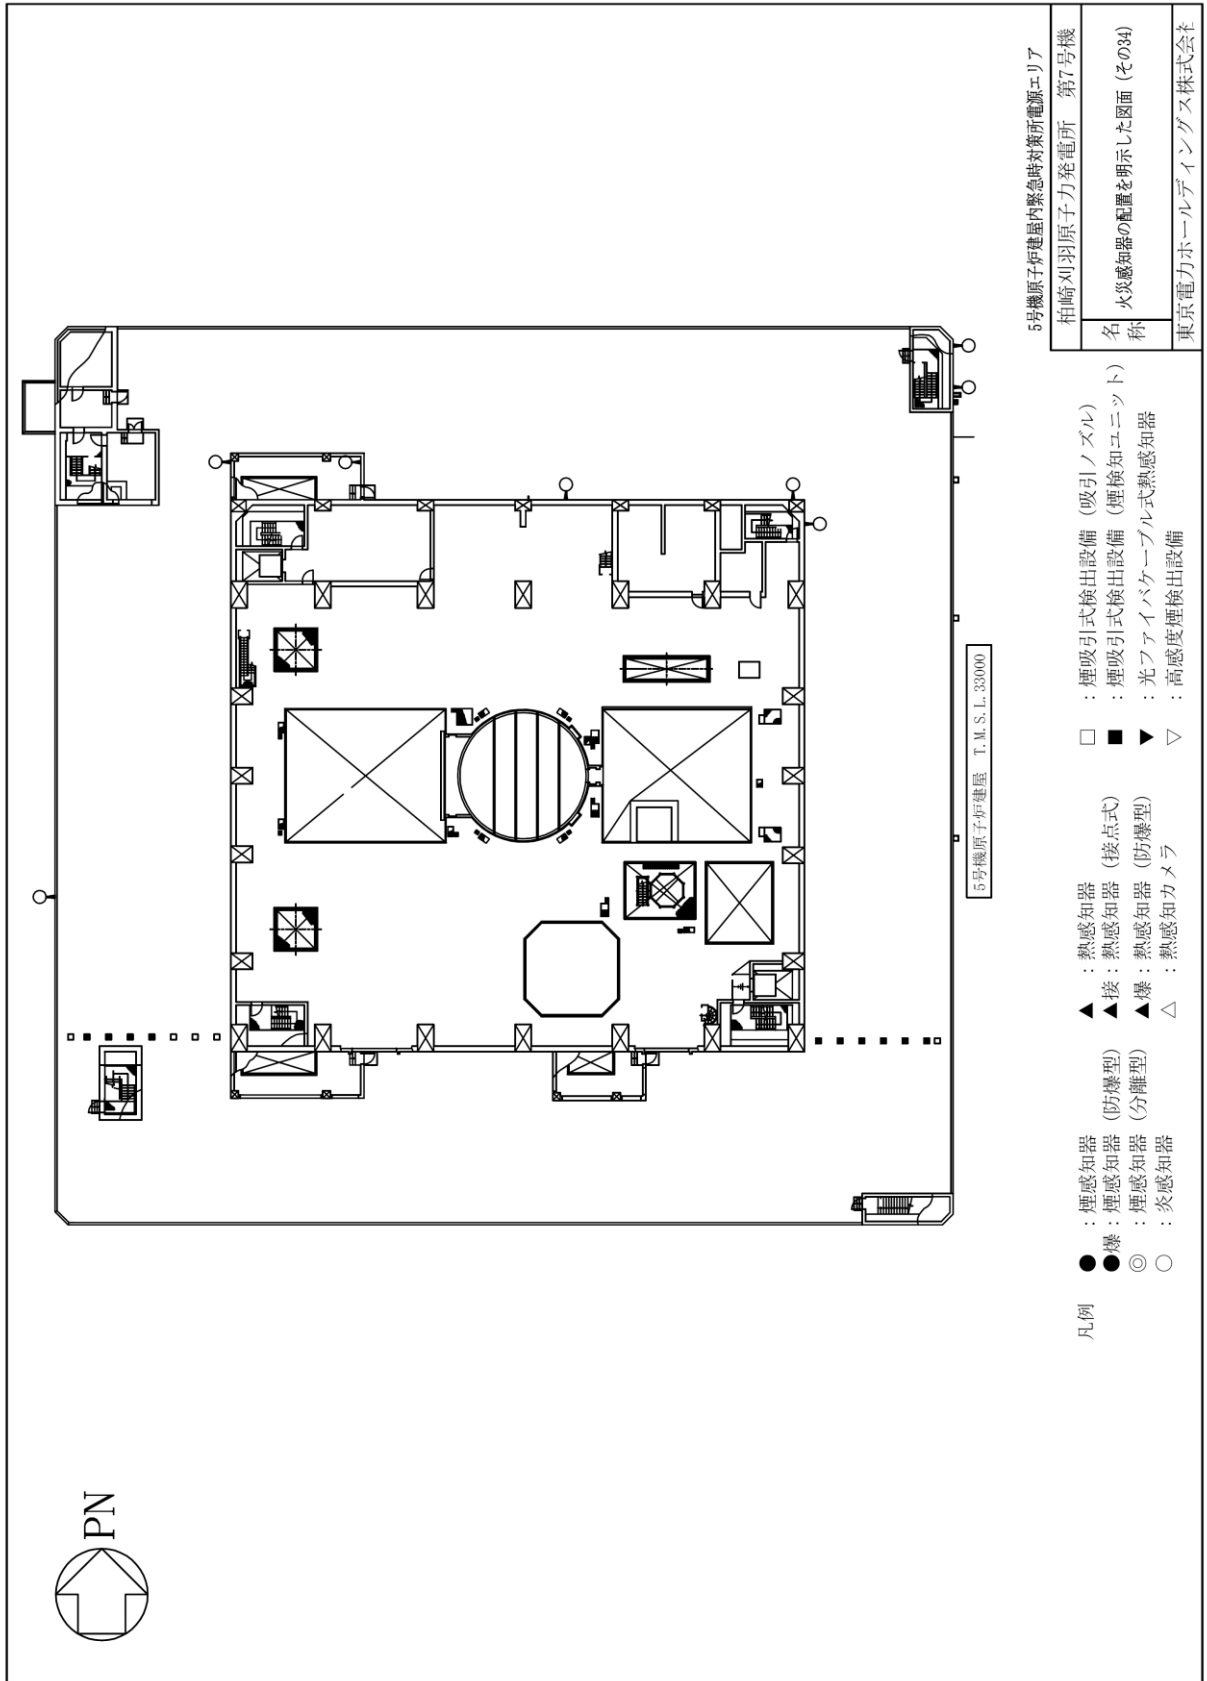 PN
5号機原子炉建屋 T.M.S.L.33000
凡例
● :煙感知器
●爆:煙感知器 (防爆型)
◎ :煙感知器 (分離型)
○ :炎感知器
▲ :熱感知器
▲接:熱感知器 (接点式)
▲爆:熱感知器 (防爆型)
△ :熱感知カメラ
□ :煙吸引式検出設備 (吸引ノズル)
■ :煙吸引式検出設備 (煙検知ユニット)
▼ :光ファイバケーブル式熱感知器
▽ :高感度煙検出設備
5号機原子炉建屋内緊急時対策所電源エリア
柏崎刈羽原子力発電所 第7号機
名称 火災感知器の配置を明示した図面 (その34)
東京電力ホールディングス株式会社